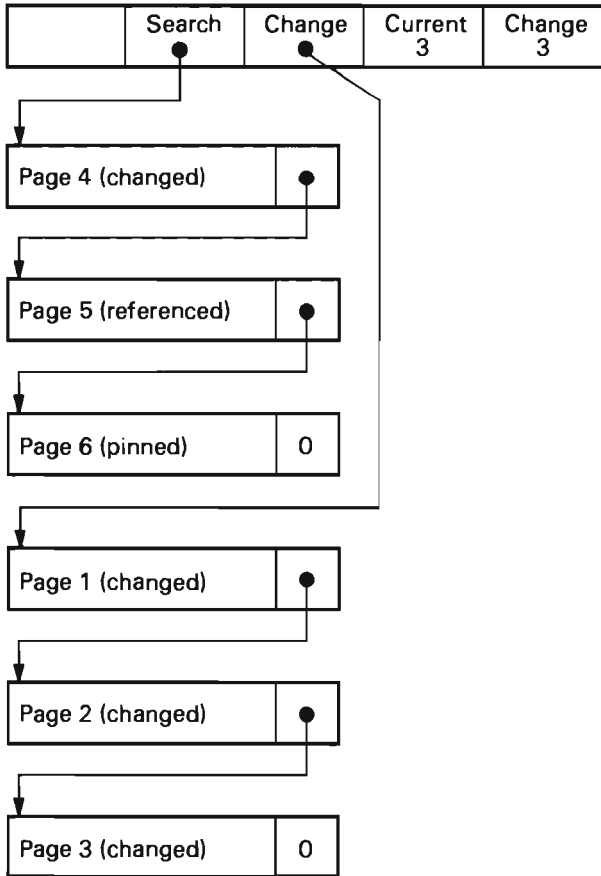 Search Change Current Change
3 3
Page 4 (changed)
Page 5 (referenced)
Page 6 (pinned) 0
Page 1 (changed)
Page 2 (changed)
Page 3 (changed) 0